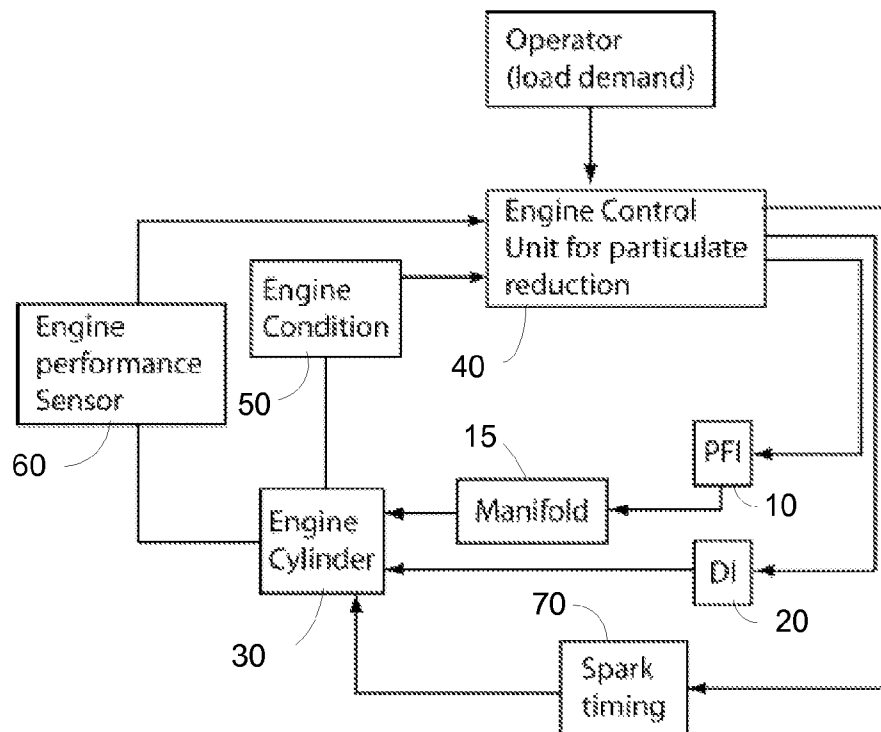 Operator
(load demand)
Engine Control
Unit for particulate
reduction
40
Engine
Condition
50
Engine
performance
Sensor
60
15
PFI
10
Manifold
Engine
Cylinder
30
DI
20
70
Spark
timing